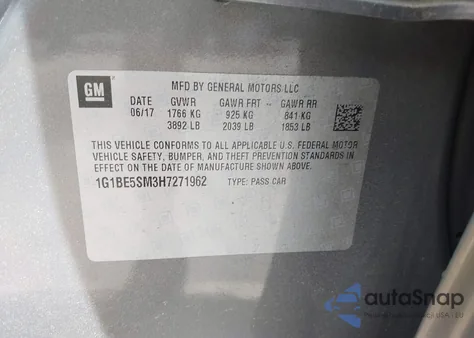 GM
MFD BY GENERAL MOTORS LLC
DATE GVWR GAWR FRT GAWR RR
06/17 1766 KG 925 KG 841 KG
3892 LB 2039 LB 1853 LB
THIS VEHICLE CONFORMS TO ALL APPLICABLE U.S. FEDERAL MOTOR
VEHICLE SAFETY, BUMPER, AND THEFT PREVENTION STANDARDS IN
EFFECT ON THE DATE OF MANUFACTURE SHOWN ABOVE.
1G1BE5SM3H7271962 TYPE: PASS CAR
autoSnap